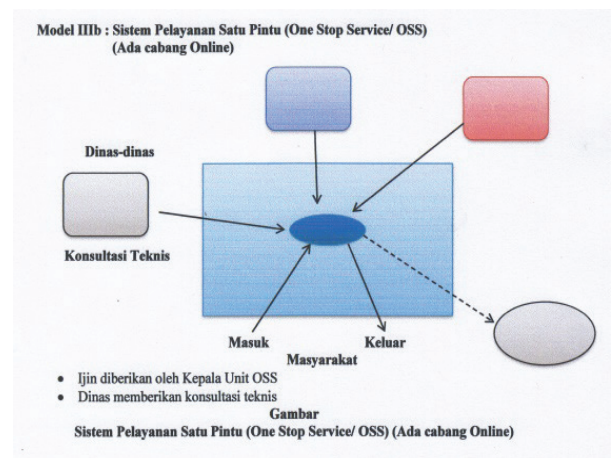 Model IIIb : Sistem Pelayanan Satu Pintu (One Stop Service/ OSS)
(Ada cabang Online)
Dinas-dinas
Konsultasi Teknis
Masuk
Keluar
Masyarakat
• Ijin diberikan oleh Kepala Unit OSS
• Dinas memberikan konsultasi teknis
Gambar
Sistem Pelayanan Satu Pintu (One Stop Service/ OSS) (Ada cabang Online)